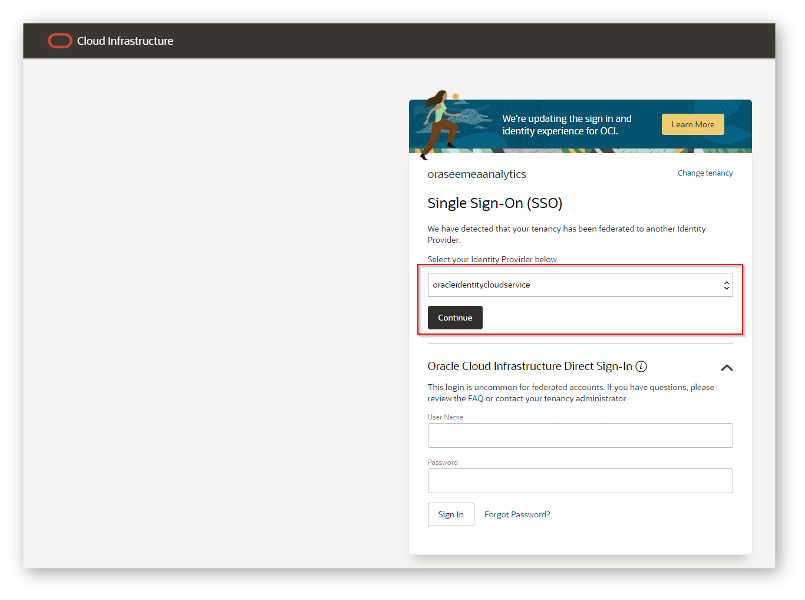 Cloud Infrastructure
We're updating the sign in and
identity experience for OCI.
Learn More
oraseemeaanalytics
Change tenancy
Single Sign-On (SSO)
We have detected that your tenancy has been federated to another Identity
Provider.
Select your Identity Provider below.
oracleidentitycloudservice
Continue
Oracle Cloud Infrastructure Direct Sign-In
This login is uncommon for federated accounts. If you have questions, please
review the FAQ or contact your tenancy administrator.
User Name
Password
Sign In
Forgot Password?